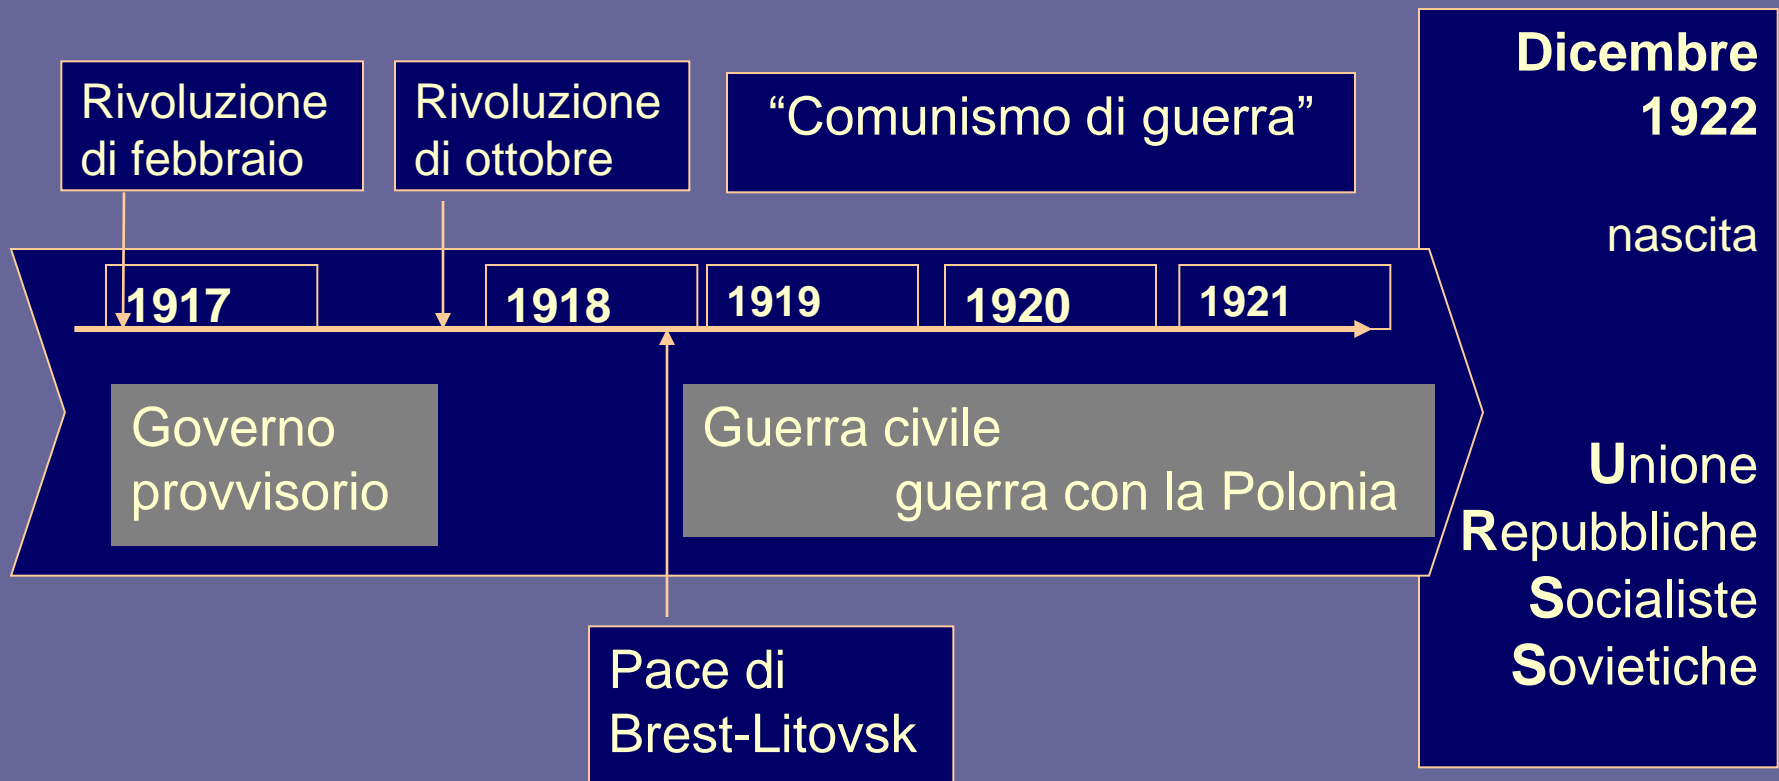 Rivoluzione
di febbraio
Rivoluzione
di ottobre
“Comunismo di guerra”
1917
1918
1919
1920
1921
Governo
provvisorio
Guerra civile
guerra con la Polonia
Pace di
Brest-Litovsk
Dicembre
1922
nascita
Unione
Repubbliche
Socialiste
Sovietiche